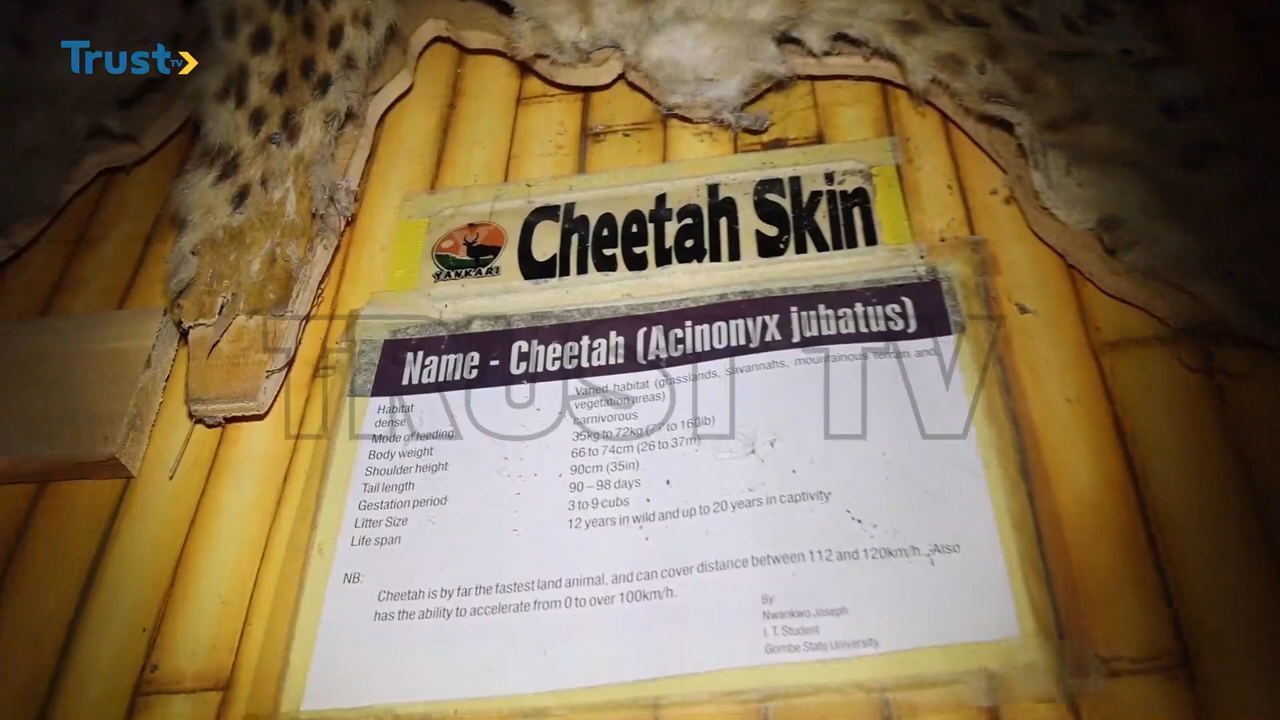 Trust TV
YANKARI
Cheetah Skin
TRUST TV
Name - Cheetah (Acinonyx jubatus)
Habitat - Varied habitat (grasslands, savannahs, mountainous terrain and
dense vegetation areas)
Mode of feeding - carnivorous
Body weight - 35kg to 72kg (77 to 160ib)
Shoulder height - 66 to 74cm (26 to 37m)
Tail length - 90cm (35in)
Gestation period - 90 – 98 days
Litter Size - 3 to 9 cubs
Life span - 12 years in wild and up to 20 years in captivity
NB:
Cheetah is by far the fastest land animal, and can cover distance between 112 and 120km/h.. Also
has the ability to accelerate from 0 to over 100km/h.
By
Nwankwo Joseph
I. T. Student
Gombe State University